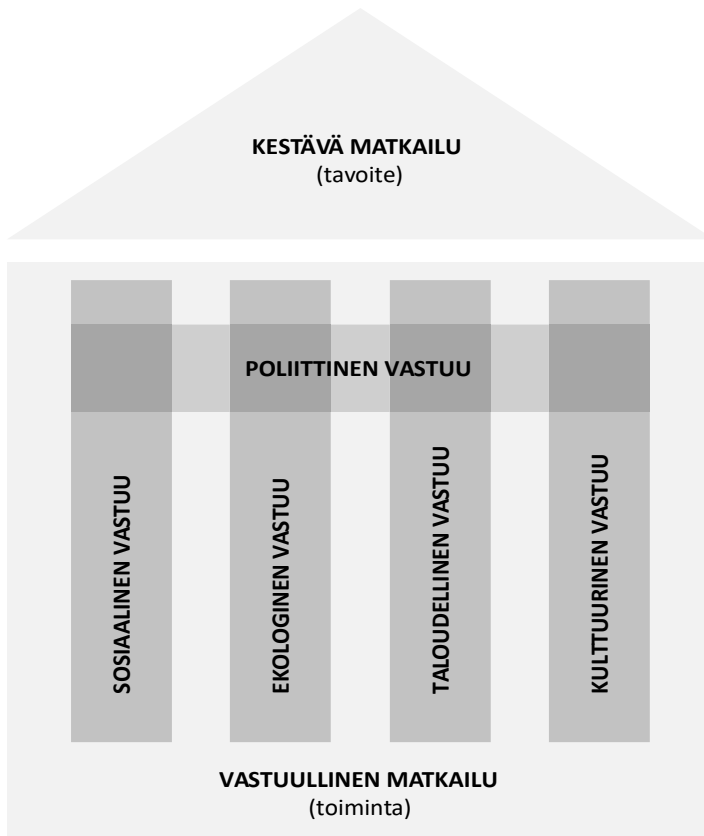 KESTÄVÄ MATKAILU
(tavoite)
POLIITTINEN VASTUU
SOSIAALINEN VASTUU
EKOLOGINEN VASTUU
TALOUDELLINEN VASTUU
KULTTUURINEN VASTUU
VASTUULLINEN MATKAILU
(toiminta)